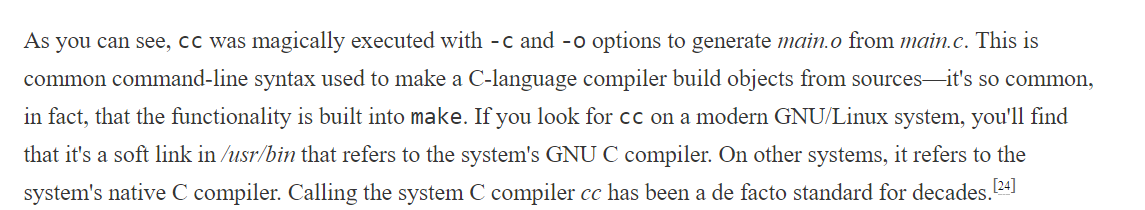 As you can see, cc was magically executed with -c and -o options to generate main.o from main.c. This is
common command-line syntax used to make a C-language compiler build objects from sources—it's so common,
in fact, that the functionality is built into make. If you look for cc on a modern GNU/Linux system, you'll find
that it's a soft link in /usr/bin that refers to the system's GNU C compiler. On other systems, it refers to the
system's native C compiler. Calling the system C compiler cc has been a de facto standard for decades.[24]